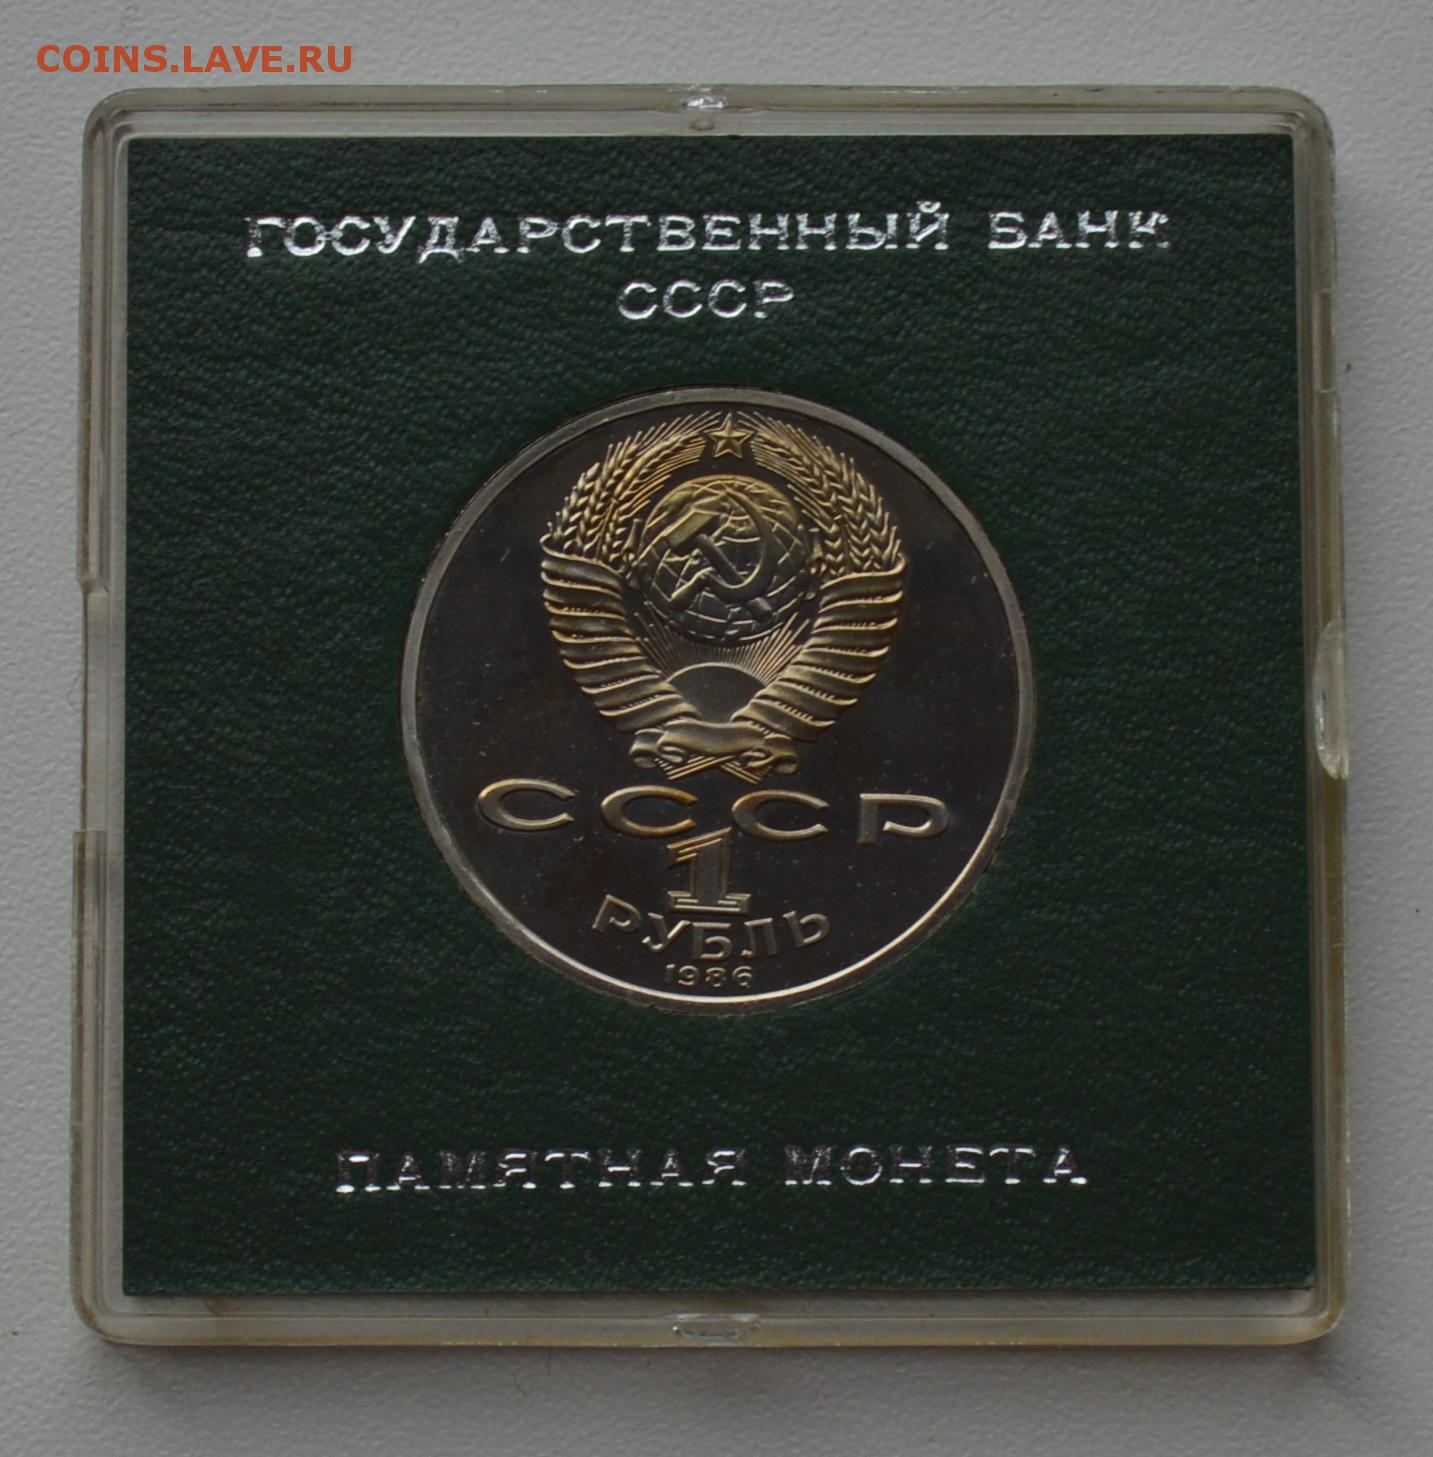 COINS.LAVE.RU
ГОСУДАРСТВЕННЫЙ БАНК
СССР
СССР
1
РУБЛЬ
1986
ПАМЯТНАЯ МОНЕТА